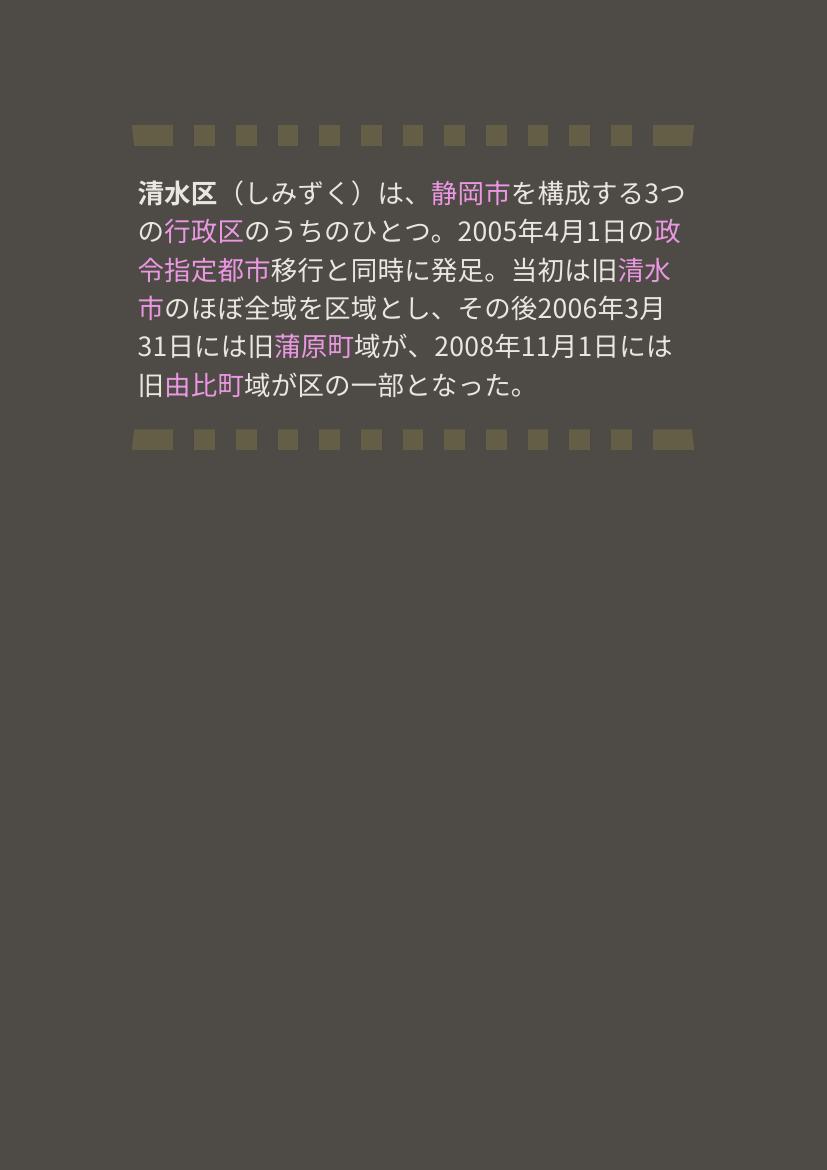 清水区（しみずく）は、静岡市を構成する3つ
の行政区のうちのひとつ。2005年4月1日の政
令指定都市移行と同時に発足。当初は旧清水
市のほぼ全域を区域とし、その後2006年3月
31日には旧蒲原町域が、2008年11月1日には
旧由比町域が区の一部となった。